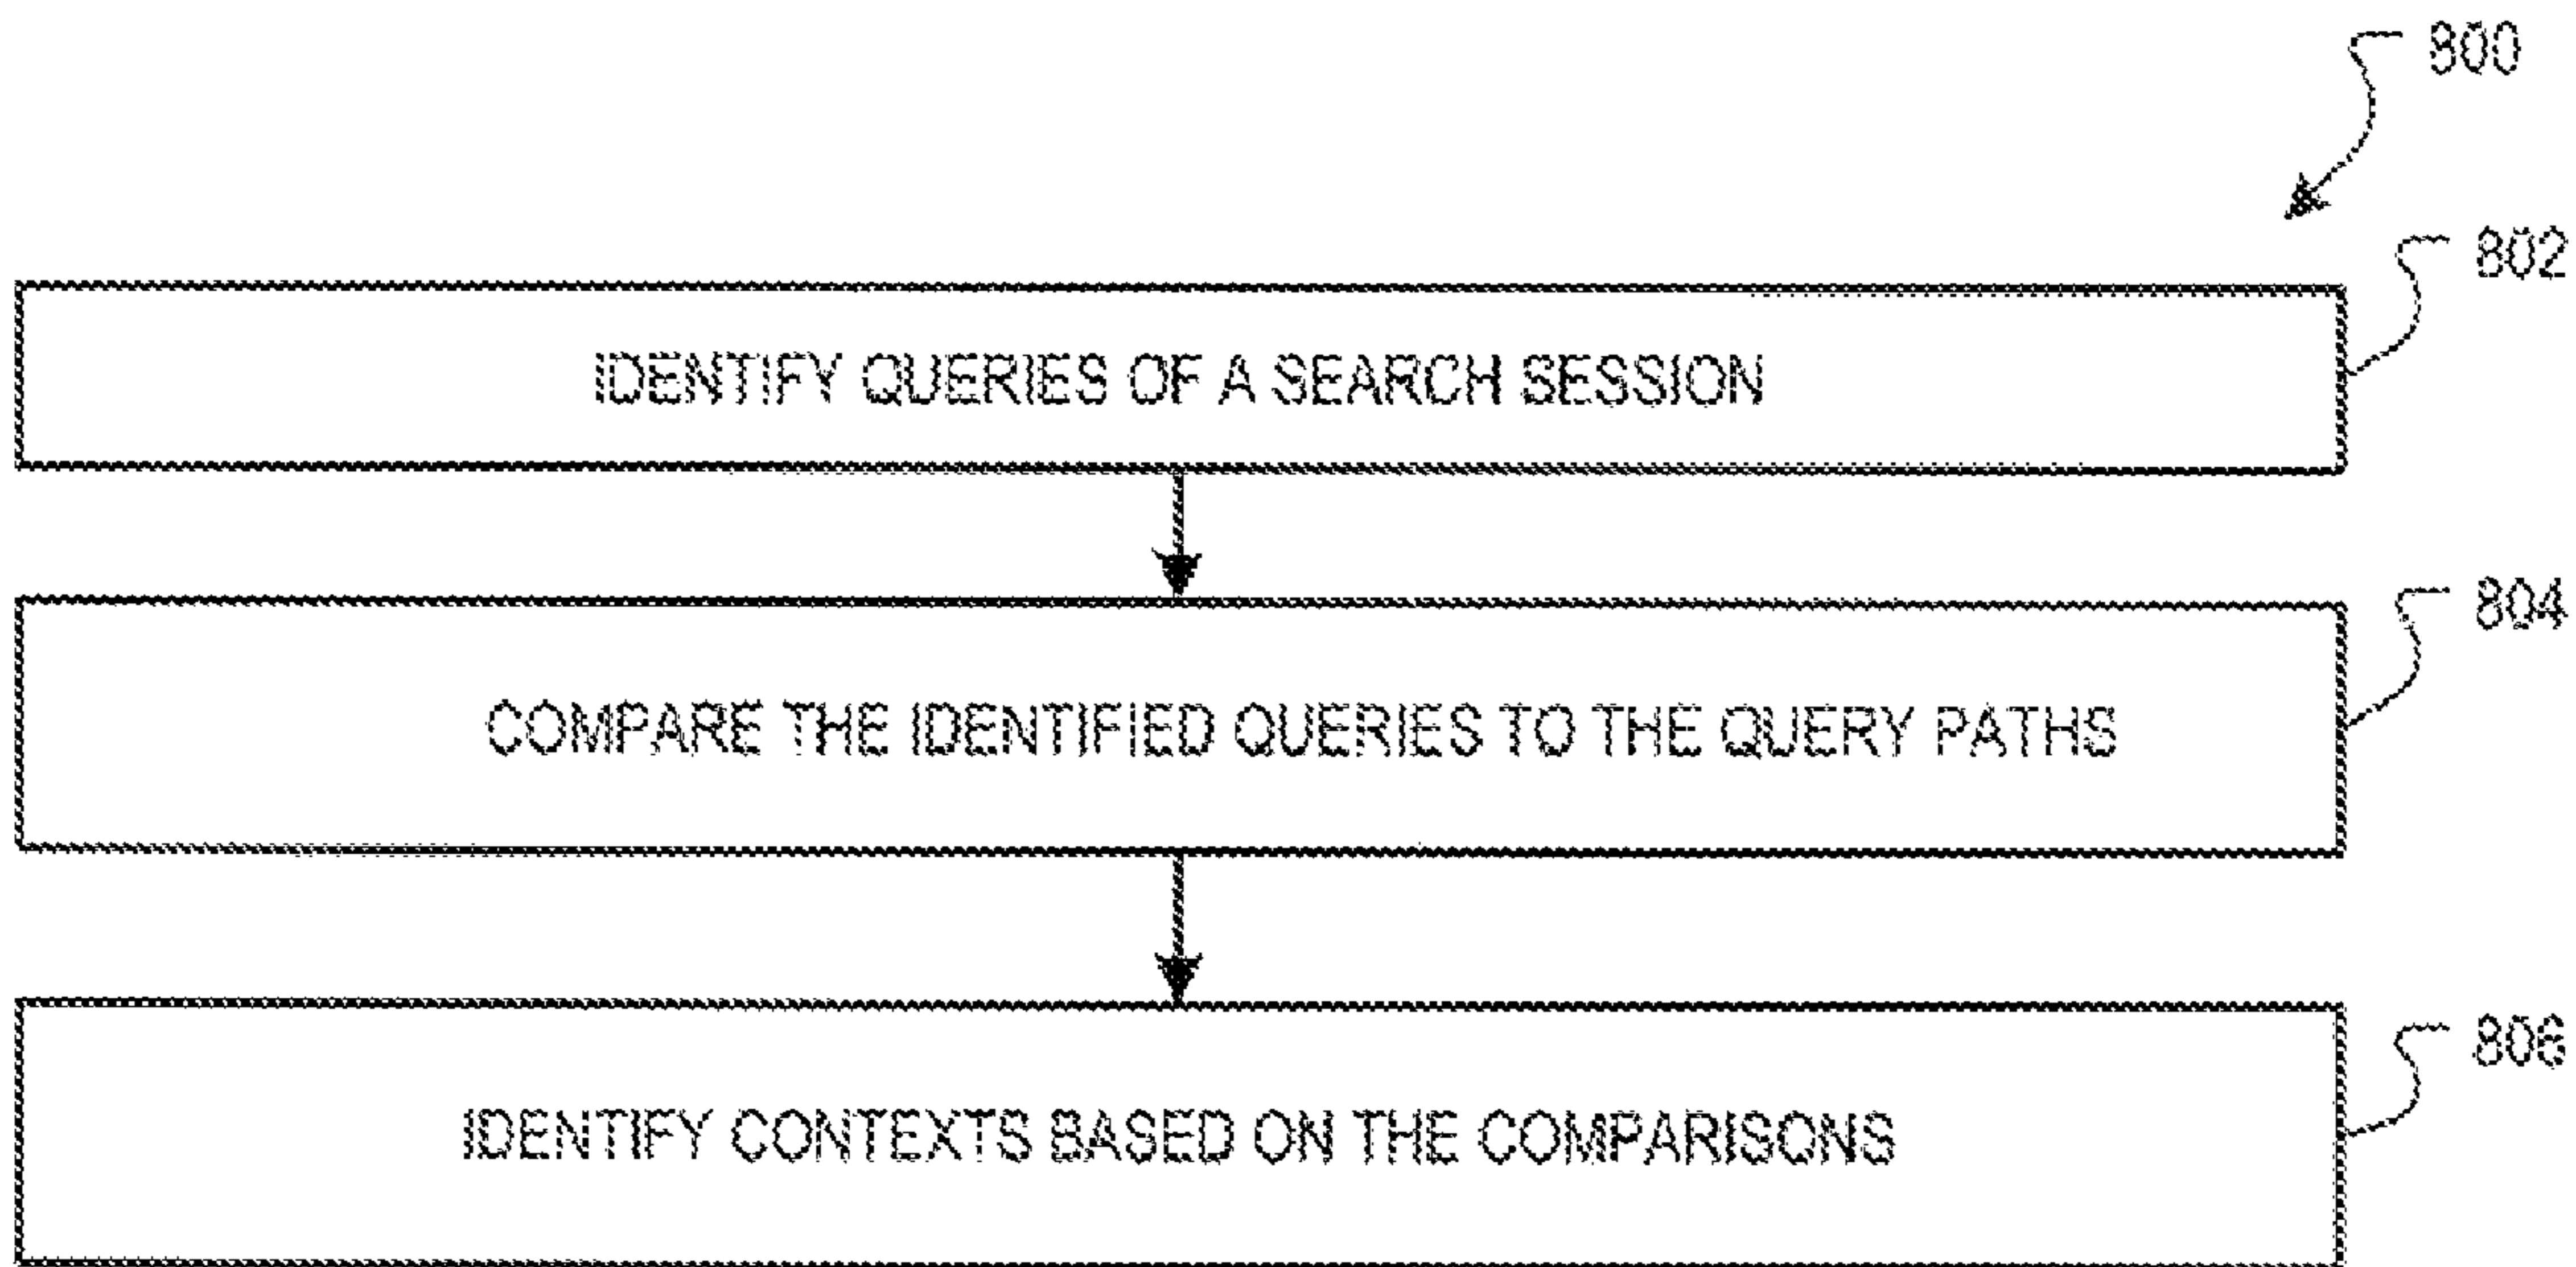 800
802
IDENTIFY QUERIES OF A SEARCH SESSION
804
COMPARE THE IDENTIFIED QUERIES TO THE QUERY PATHS
806
IDENTIFY CONTEXTS BASED ON THE COMPARISONS